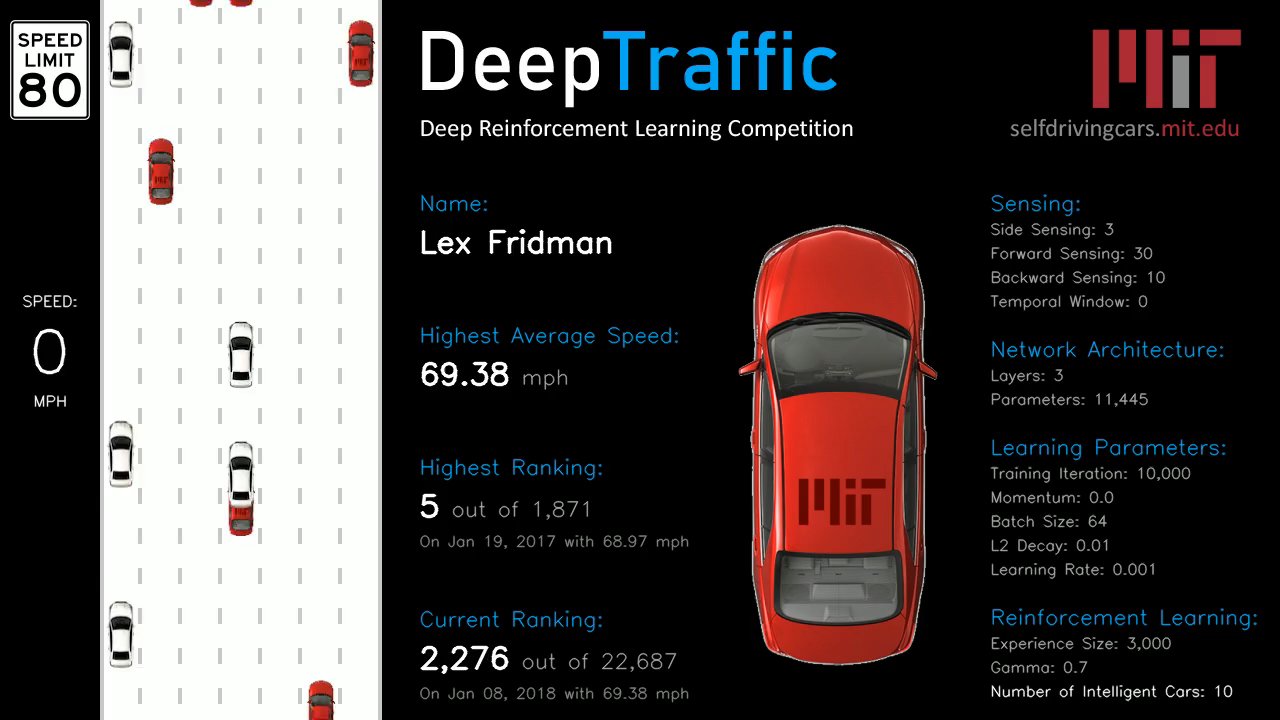 SPEED
LIMIT
80
SPEED:
0
MPH
DeepTraffic
Deep Reinforcement Learning Competition
MIT
selfdrivingcars.mit.edu
Name:
Lex Fridman
Highest Average Speed:
69.38 mph
Highest Ranking:
5 out of 1,871
On Jan 19, 2017 with 68.97 mph
Current Ranking:
2,276 out of 22,687
On Jan 08, 2018 with 69.38 mph
MIT
Sensing:
Side Sensing: 3
Forward Sensing: 30
Backward Sensing: 10
Temporal Window: 0
Network Architecture:
Layers: 3
Parameters: 11,445
Learning Parameters:
Training Iteration: 10,000
Momentum: 0.0
Batch Size: 64
L2 Decay: 0.01
Learning Rate: 0.001
Reinforcement Learning:
Experience Size: 3,000
Gamma: 0.7
Number of Intelligent Cars: 10